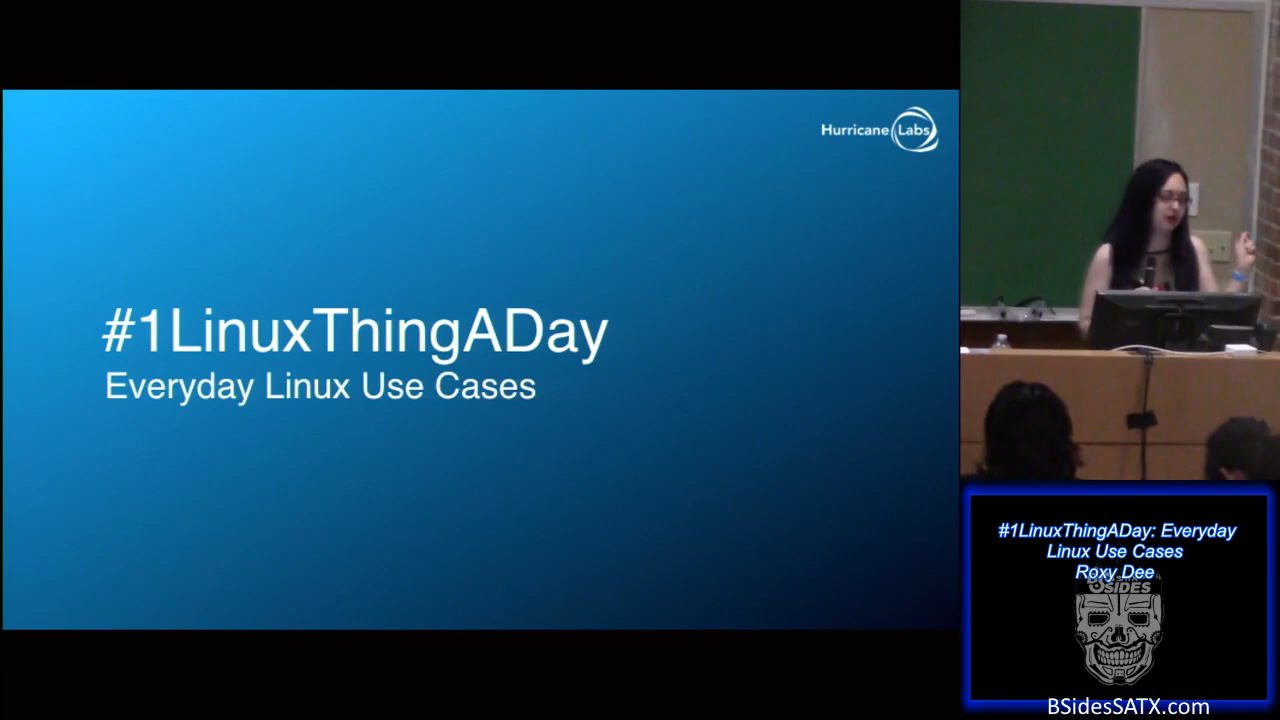 Hurricane Labs
#1LinuxThingADay
Everyday Linux Use Cases
#1LinuxThingADay: Everyday
Linux Use Cases
Roxy Dee
BSIDES
BSidesSATX.com